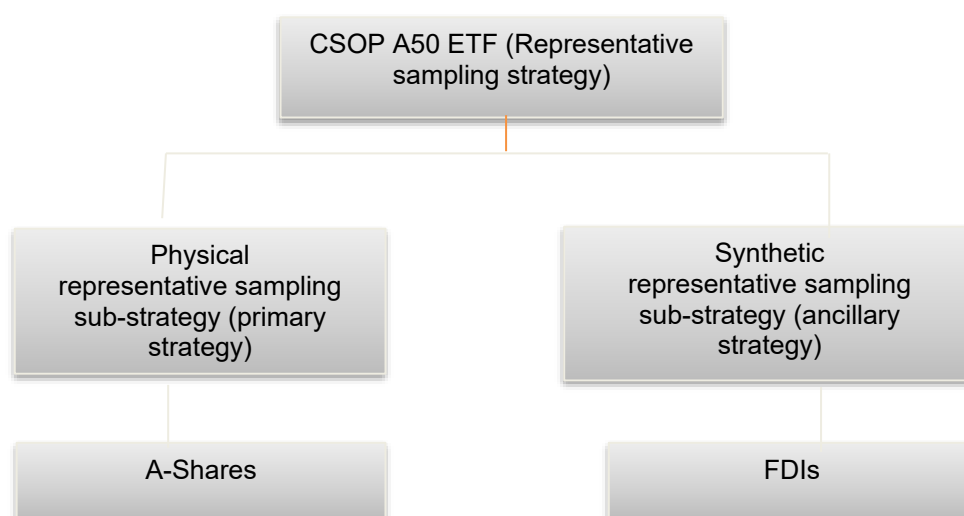 CSOP A50 ETF (Representative
sampling strategy)
Physical
representative sampling
sub-strategy (primary
strategy)
Synthetic
representative sampling
sub-strategy (ancillary
strategy)
A-Shares
FDIs